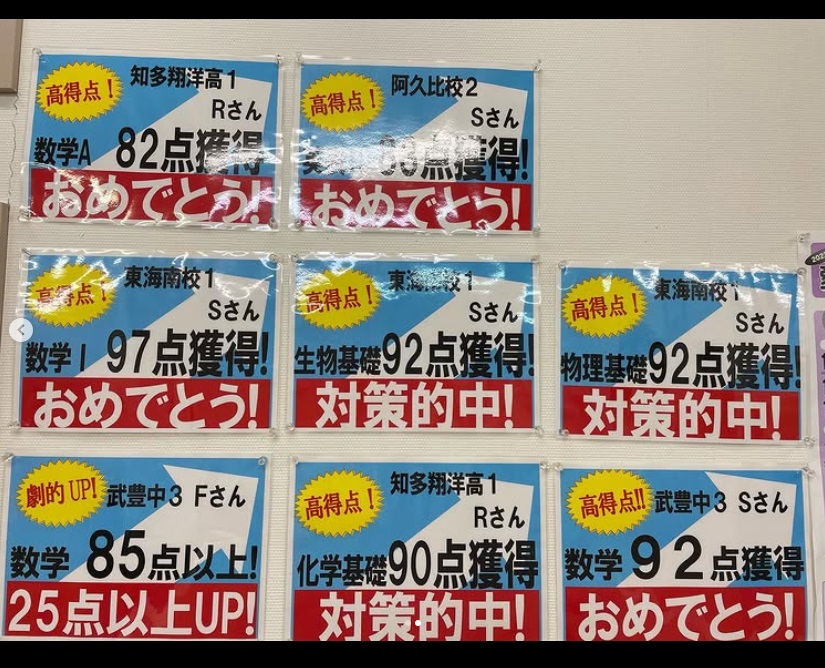 高得点！
知多翔洋高１
Rさん
数学A 82点獲得
おめでとう!
高得点！
阿久比校２
Sさん
点獲得!
おめでとう!
高得点！
東海南校１
Sさん
数学Ⅰ 97点獲得!
おめでとう!
高得点！
東海南校１
Sさん
生物基礎92点獲得!
対策的中!
高得点！
東海南校１
Sさん
物理基礎92点獲得!
対策的中!
劇的UP!
武豊中３ Fさん
数学 85点以上!
25点以上UP!
高得点！
知多翔洋高１
Rさん
化学基礎90点獲得
対策的中!
高得点!!
武豊中３ Sさん
数学 ９２点獲得
おめでとう!